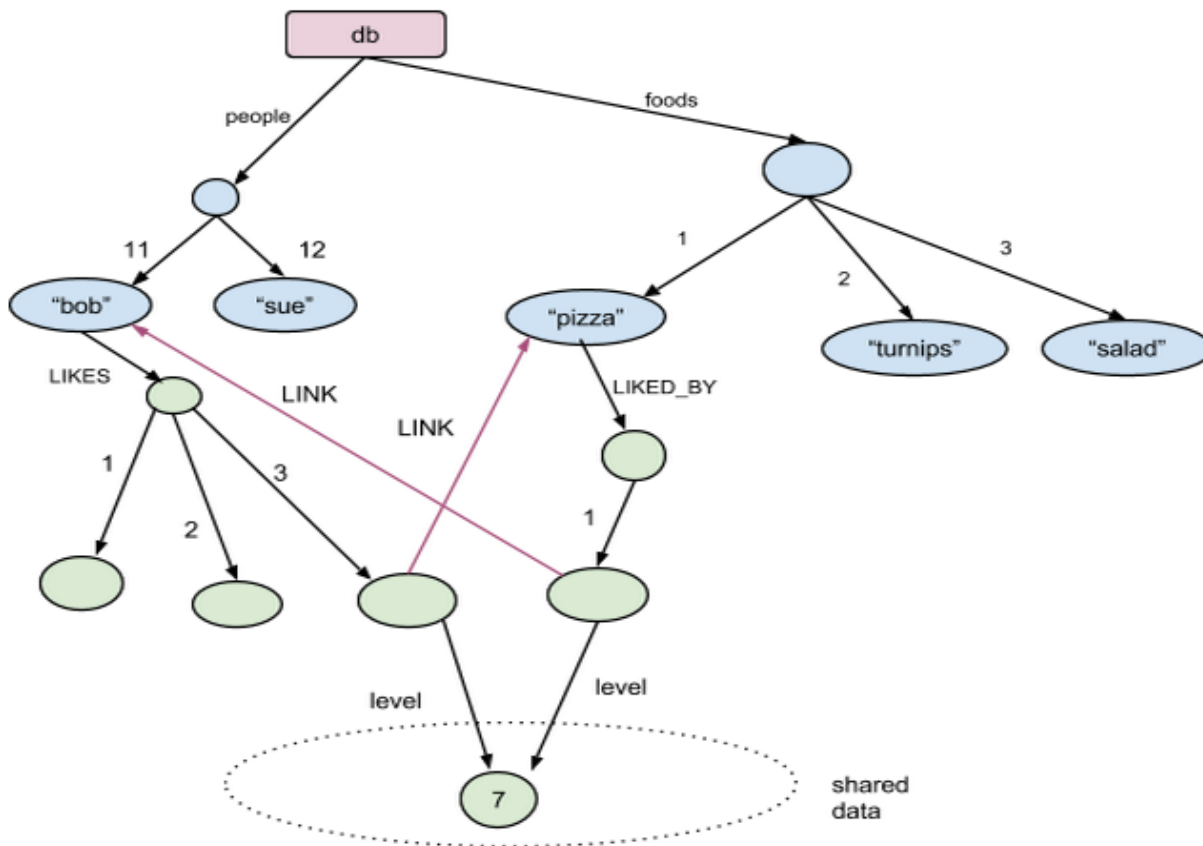 db
people
foods
11
12
1
2
3
“bob”
“sue”
“pizza”
“turnips”
“salad”
LIKES
LINK
LINK
LIKED_BY
1
2
3
1
level
level
7
shared
data